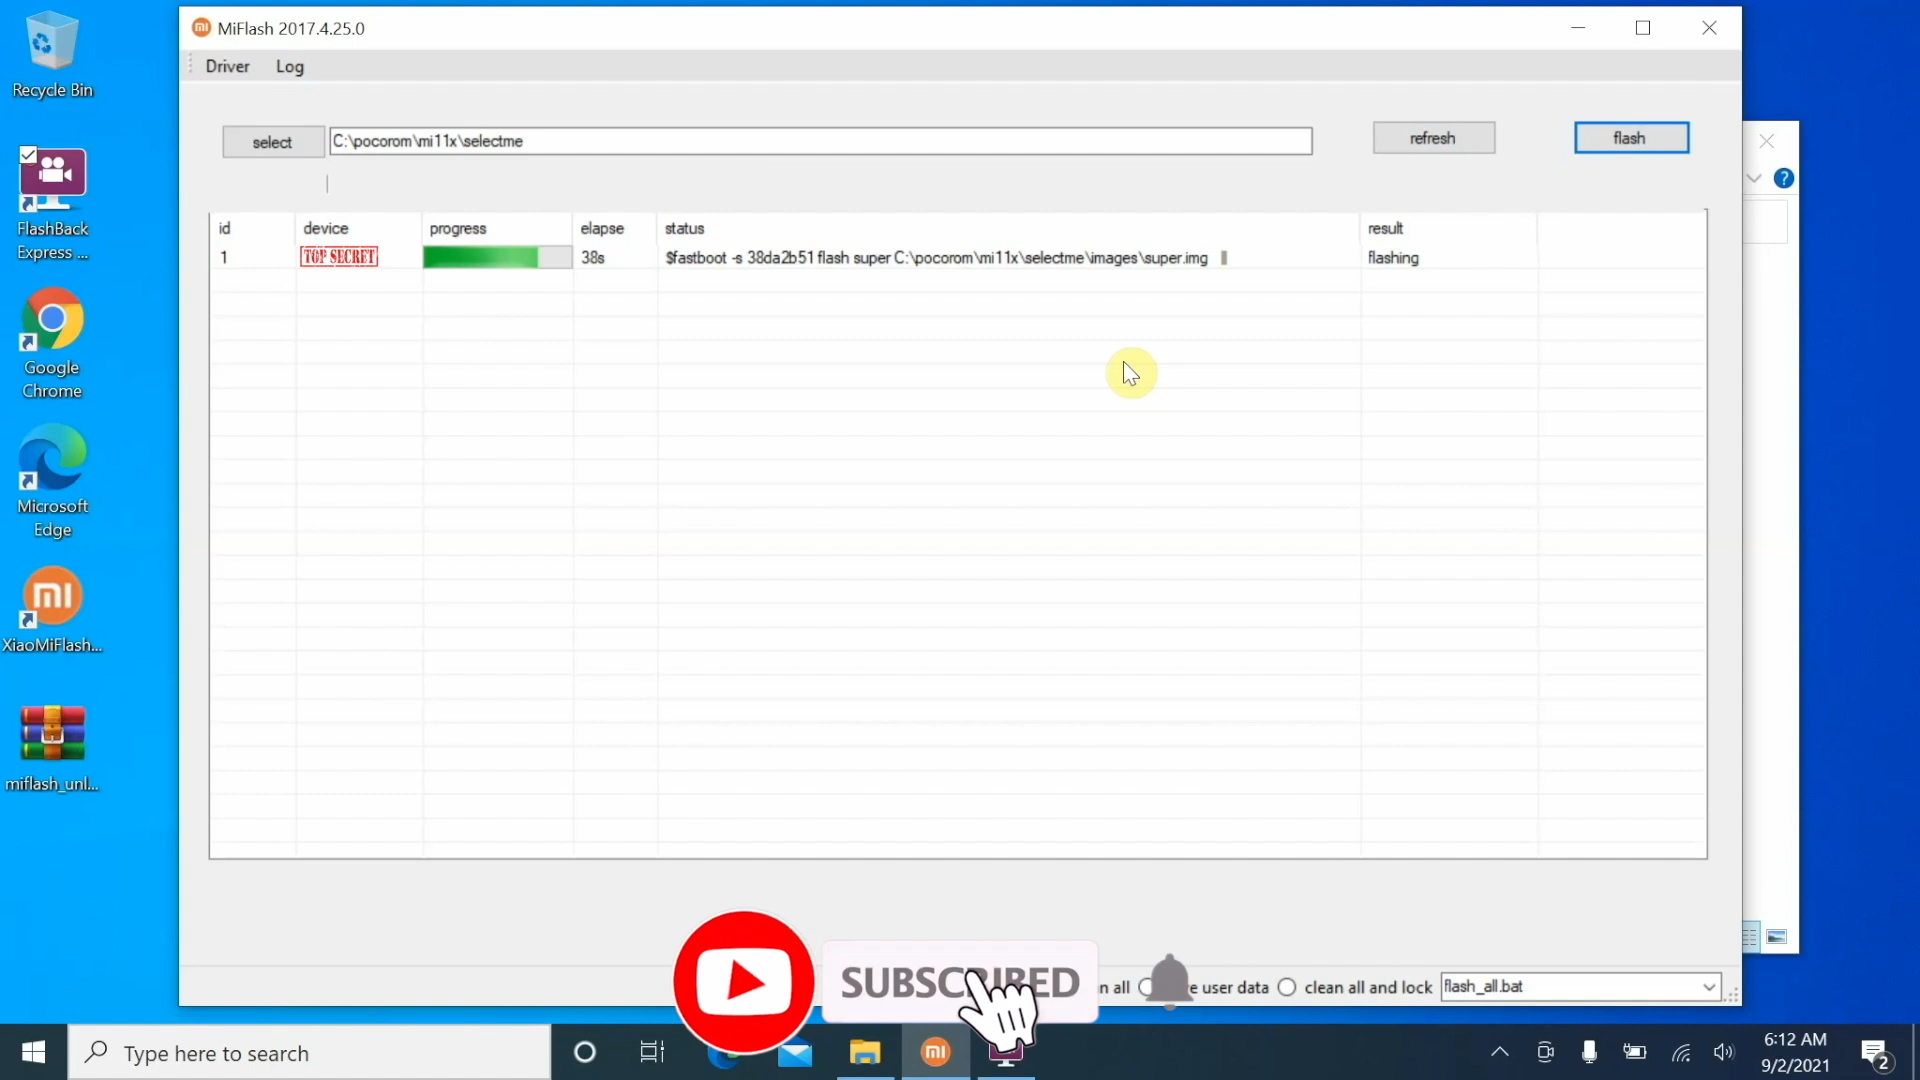 Recycle Bin
FlashBack
Express ...
Google
Chrome
Microsoft
Edge
XiaoMiFlash...
miflash_unl...
MiFlash 2017.4.25.0
Driver Log
select C:\pocorom\mi11x\selectme refresh flash
id device progress elapse status result
1 TOP SECRET 38s $fastboot -s 38da2b51 flash super C:\pocorom\mi11x\selectme\images\super.img flashing
SUBSCRIBED
all user data clean all and lock flash_all.bat
Type here to search
6:12 AM
9/2/2021
2